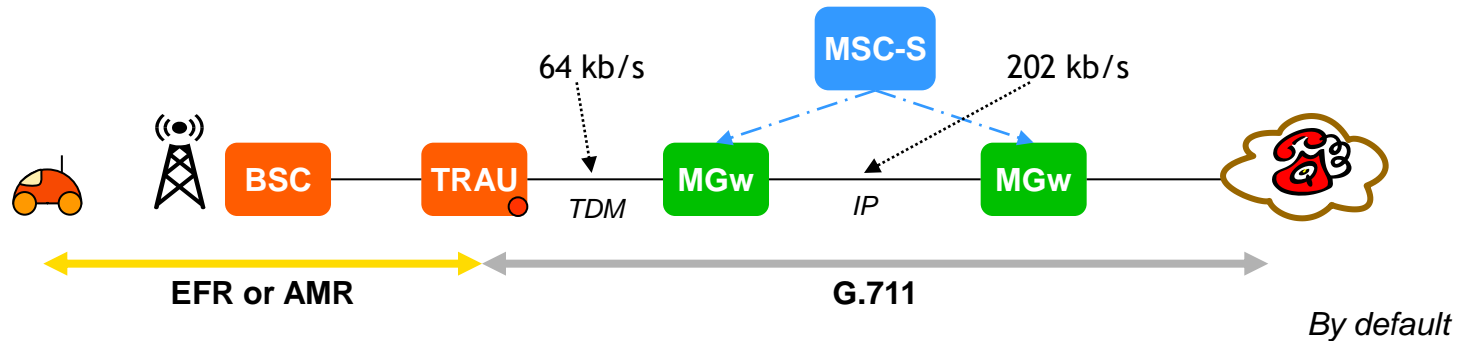 MSC-S
64 kb/s
202 kb/s
BSC
TRAU
MGw
MGw
TDM
IP
EFR or AMR
G.711
By default